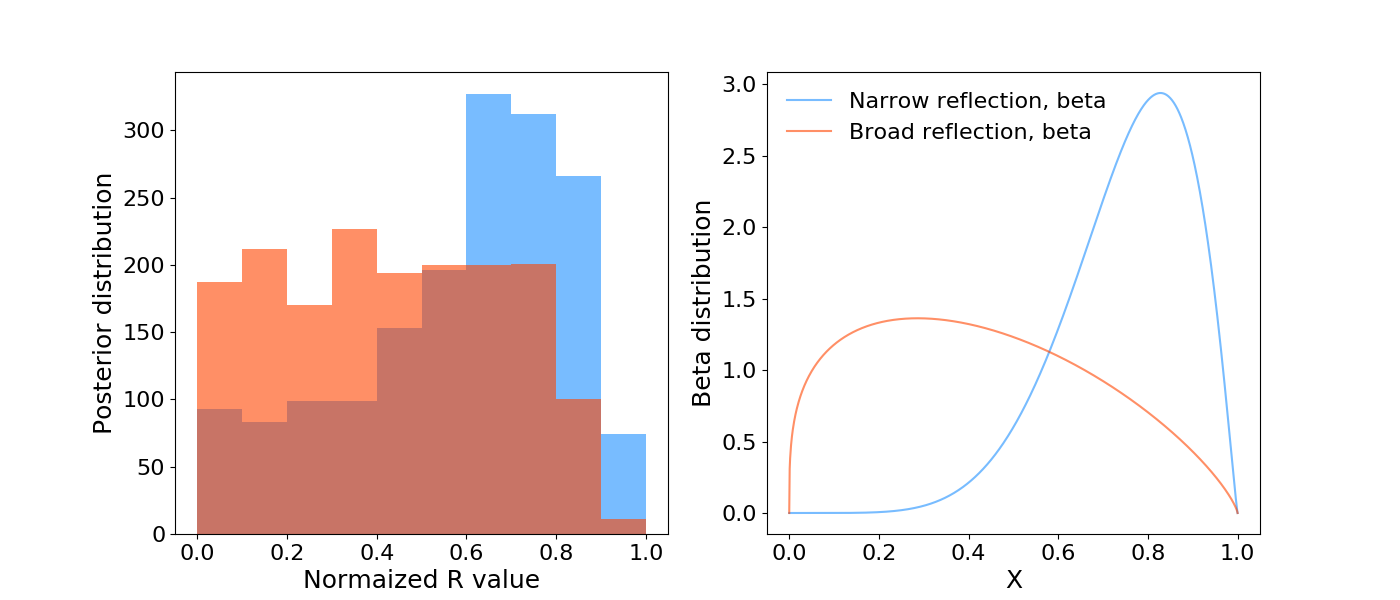 Posterior distribution
300
250
200
150
100
50
0
0.0 0.2 0.4 0.6 0.8 1.0
Normaized R value
Beta distribution
3.0
2.5
2.0
1.5
1.0
0.5
0.0
Narrow reflection, beta
Broad reflection, beta
0.0 0.2 0.4 0.6 0.8 1.0
X